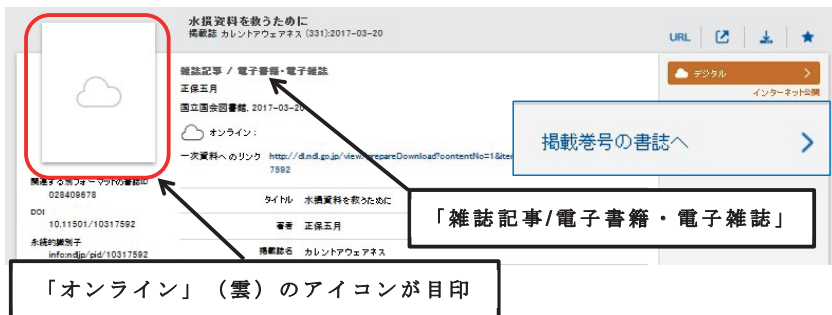 水損資料を救うために
掲載誌 カレントアウェアネス (331):2017-03-20
URL
雑誌記事 / 電子書籍・電子雑誌
正保五月
国立国会図書館, 2017-03-2
オンライン:
一次資料へのリンク http://dl.ndl.go.jp/view/prepareDownload?contentNo=1&iter
7592
デジタル
インターネット公開
掲載巻号の書誌へ
関連する別フォーマットの書誌ID
028409678
DOI
10.11501/10317592
永続的識別子
info:ndljp/pid/10317592
タイトル 水損資料を救うために
著者 正保五月
掲載誌名 カレントアウェアネス
「雑誌記事/電子書籍・電子雑誌」
「オンライン」(雲)のアイコンが目印